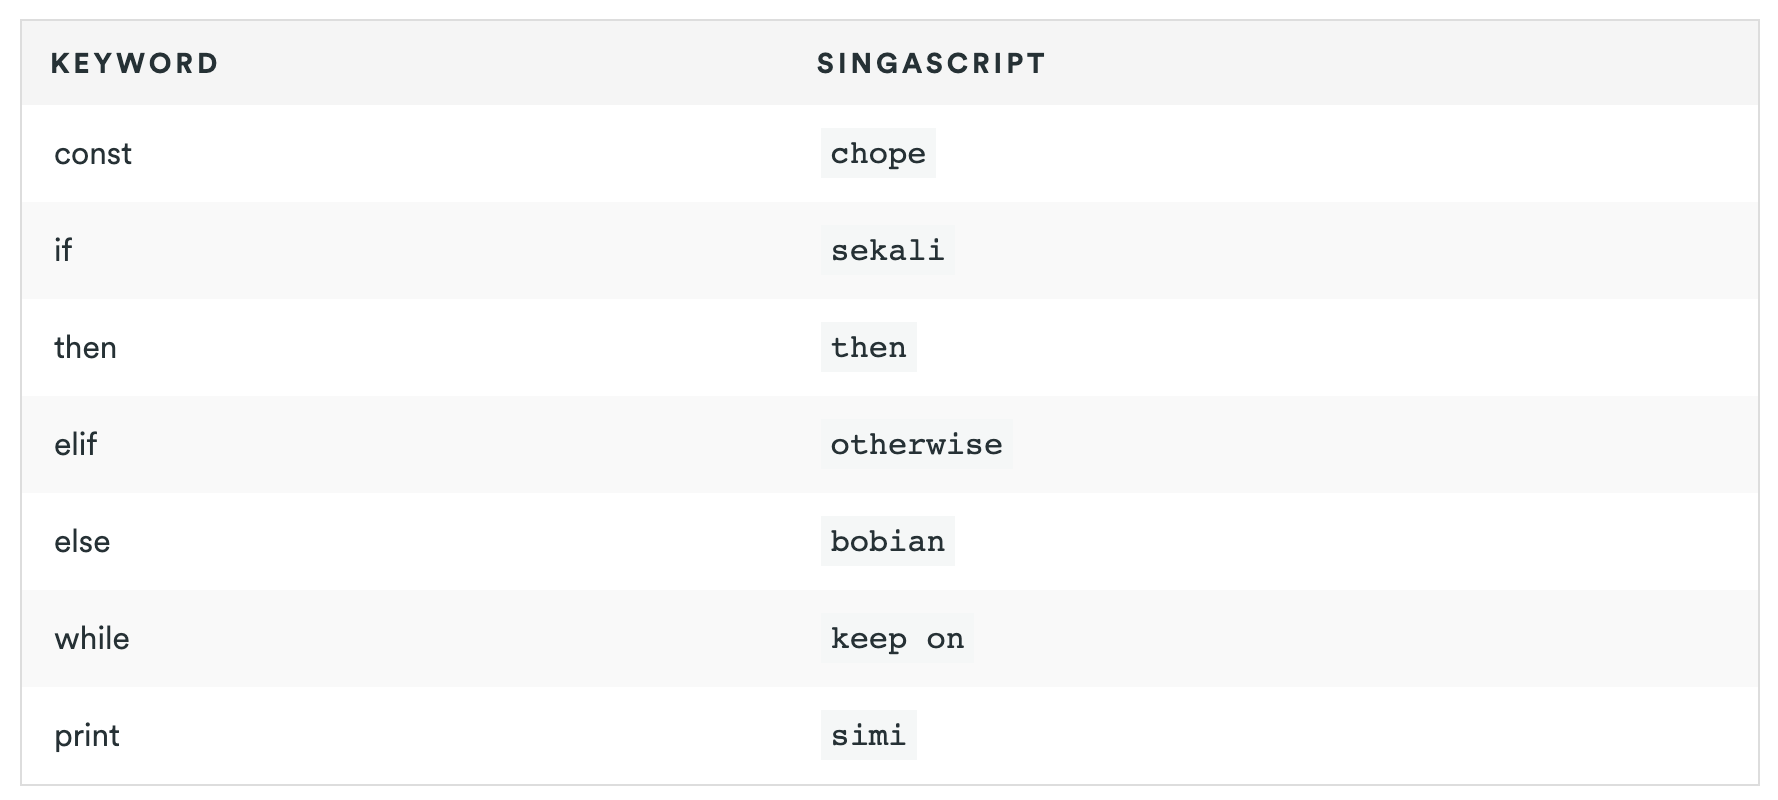 KEYWORD SINGASCRIPT
const chope
if sekali
then then
elif otherwise
else bobian
while keep on
print simi